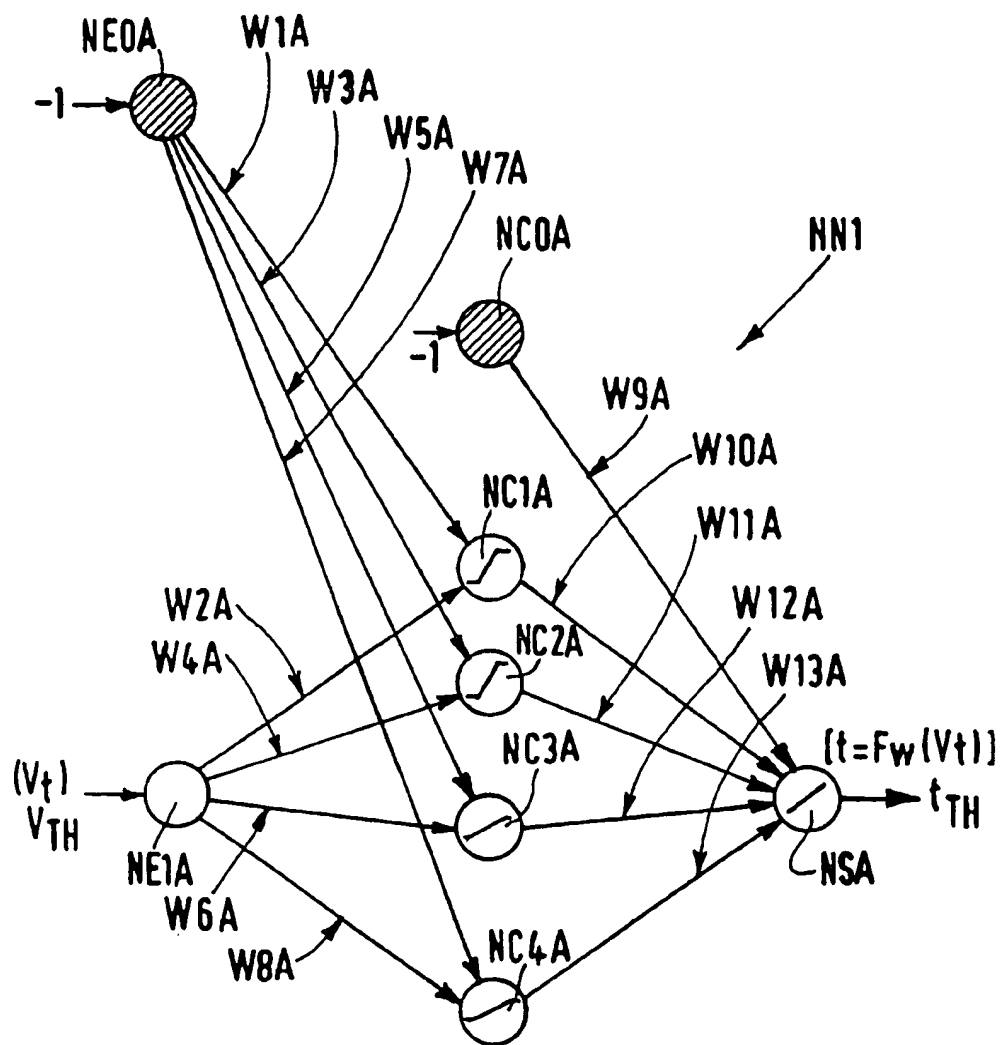 NE0A
W1A
W3A
W5A
W7A
-1
NC0A
NN1
-1
W9A
W10A
NC1A
W11A
W2A
W4A
NC2A
W12A
W13A
(Vt)
VTH
NC3A
[t=Fw(Vt)]
tTH
NE1A
W6A
NSA
W8A
NC4A